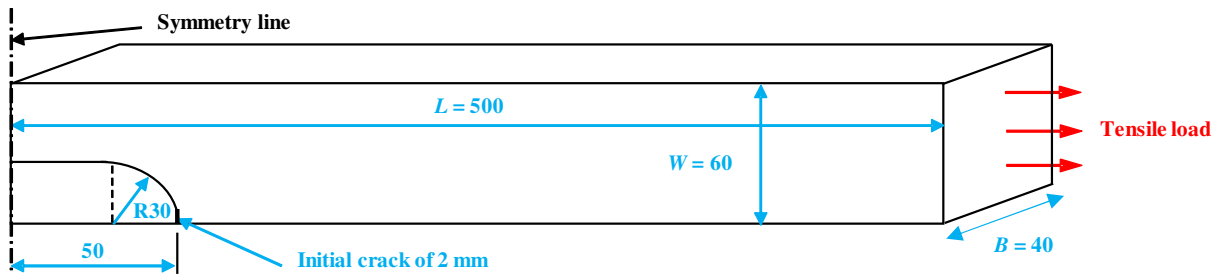 Symmetry line
L = 500
W = 60
Tensile load
R30
50
Initial crack of 2 mm
B = 40